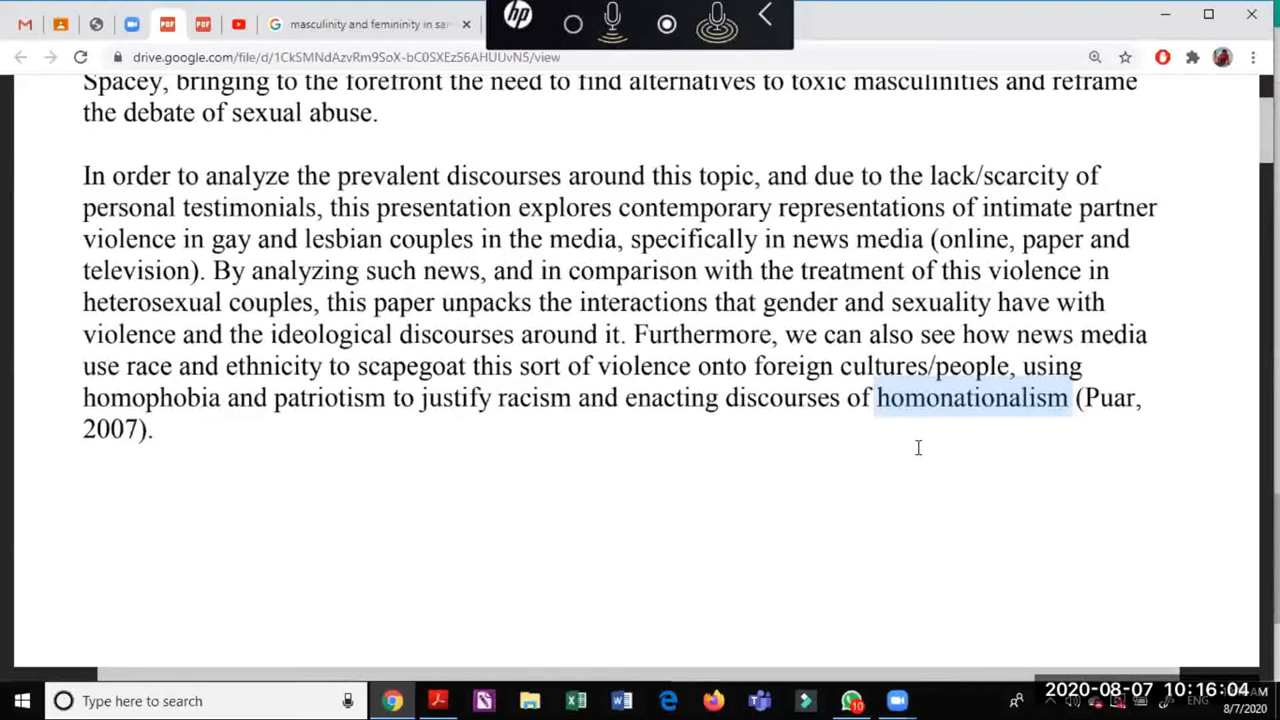 masculinity and femininity in sa
hp
drive.google.com/file/d/1CkSMNdAzvRm9SoX-bC0SXEz56AHUUvN5/view
Spacey, bringing to the forefront the need to find alternatives to toxic masculinities and reframe
the debate of sexual abuse.
In order to analyze the prevalent discourses around this topic, and due to the lack/scarcity of
personal testimonials, this presentation explores contemporary representations of intimate partner
violence in gay and lesbian couples in the media, specifically in news media (online, paper and
television). By analyzing such news, and in comparison with the treatment of this violence in
heterosexual couples, this paper unpacks the interactions that gender and sexuality have with
violence and the ideological discourses around it. Furthermore, we can also see how news media
use race and ethnicity to scapegoat this sort of violence onto foreign cultures/people, using
homophobia and patriotism to justify racism and enacting discourses of homonationalism (Puar,
2007).
Type here to search
10
ENG
2020-08-07 10:16:04
8/7/2020